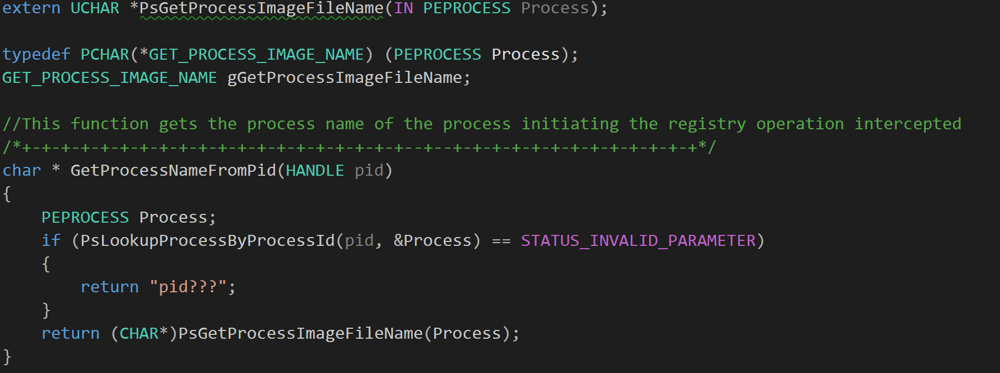 extern UCHAR *PsGetProcessImageFileName(IN PEPROCESS Process);
typedef PCHAR(*GET_PROCESS_IMAGE_NAME) (PEPROCESS Process);
GET_PROCESS_IMAGE_NAME gGetProcessImageFileName;
//This function gets the process name of the process initiating the registry operation intercepted
/*+-+-+-+-+-+-+-+-+-+-+-+-+-+-+-+-+-+-+-+--+--+-+-+-+-+-+-+-+-+-+-+-+-+*/
char * GetProcessNameFromPid(HANDLE pid)
{
    PEPROCESS Process;
    if (PsLookupProcessByProcessId(pid, &Process) == STATUS_INVALID_PARAMETER)
    {
        return "pid???";
    }
    return (CHAR*)PsGetProcessImageFileName(Process);
}